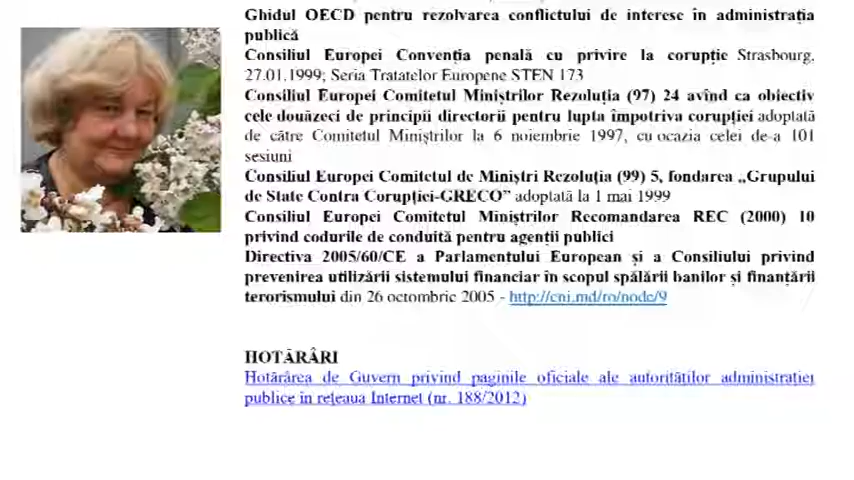 Ghidul OECD pentru rezolvarea conflictului de interese în administrația
publică
Consiliul Europei Convenția penală cu privire la corupție Strasbourg,
27.01.1999; Seria Tratatelor Europene STEN 173
Consiliul Europei Comitetul Miniștrilor Rezoluția (97) 24 avînd ca obiectiv
cele douăzeci de principii directorii pentru lupta împotriva corupției adoptată
de către Comitetul Miniștrilor la 6 noiembrie 1997, cu ocazia celei de-a 101
sesiuni
Consiliul Europei Comitetul de Miniștri Rezoluția (99) 5, fondarea „Grupului
de State Contra Corupției-GRECO” adoptată la 1 mai 1999
Consiliul Europei Comitetul Miniștrilor Recomandarea REC (2000) 10
privind codurile de conduită pentru agenții publici
Directiva 2005/60/CE a Parlamentului European și a Consiliului privind
prevenirea utilizării sistemului financiar în scopul spălării banilor și finanțării
terorismului din 26 octombrie 2005 - http://cni.md/ro/node/9
HOTĂRÂRI
Hotărârea de Guvern privind paginile oficiale ale autorităților administrației
publice în rețeaua Internet (nr. 188/2012)